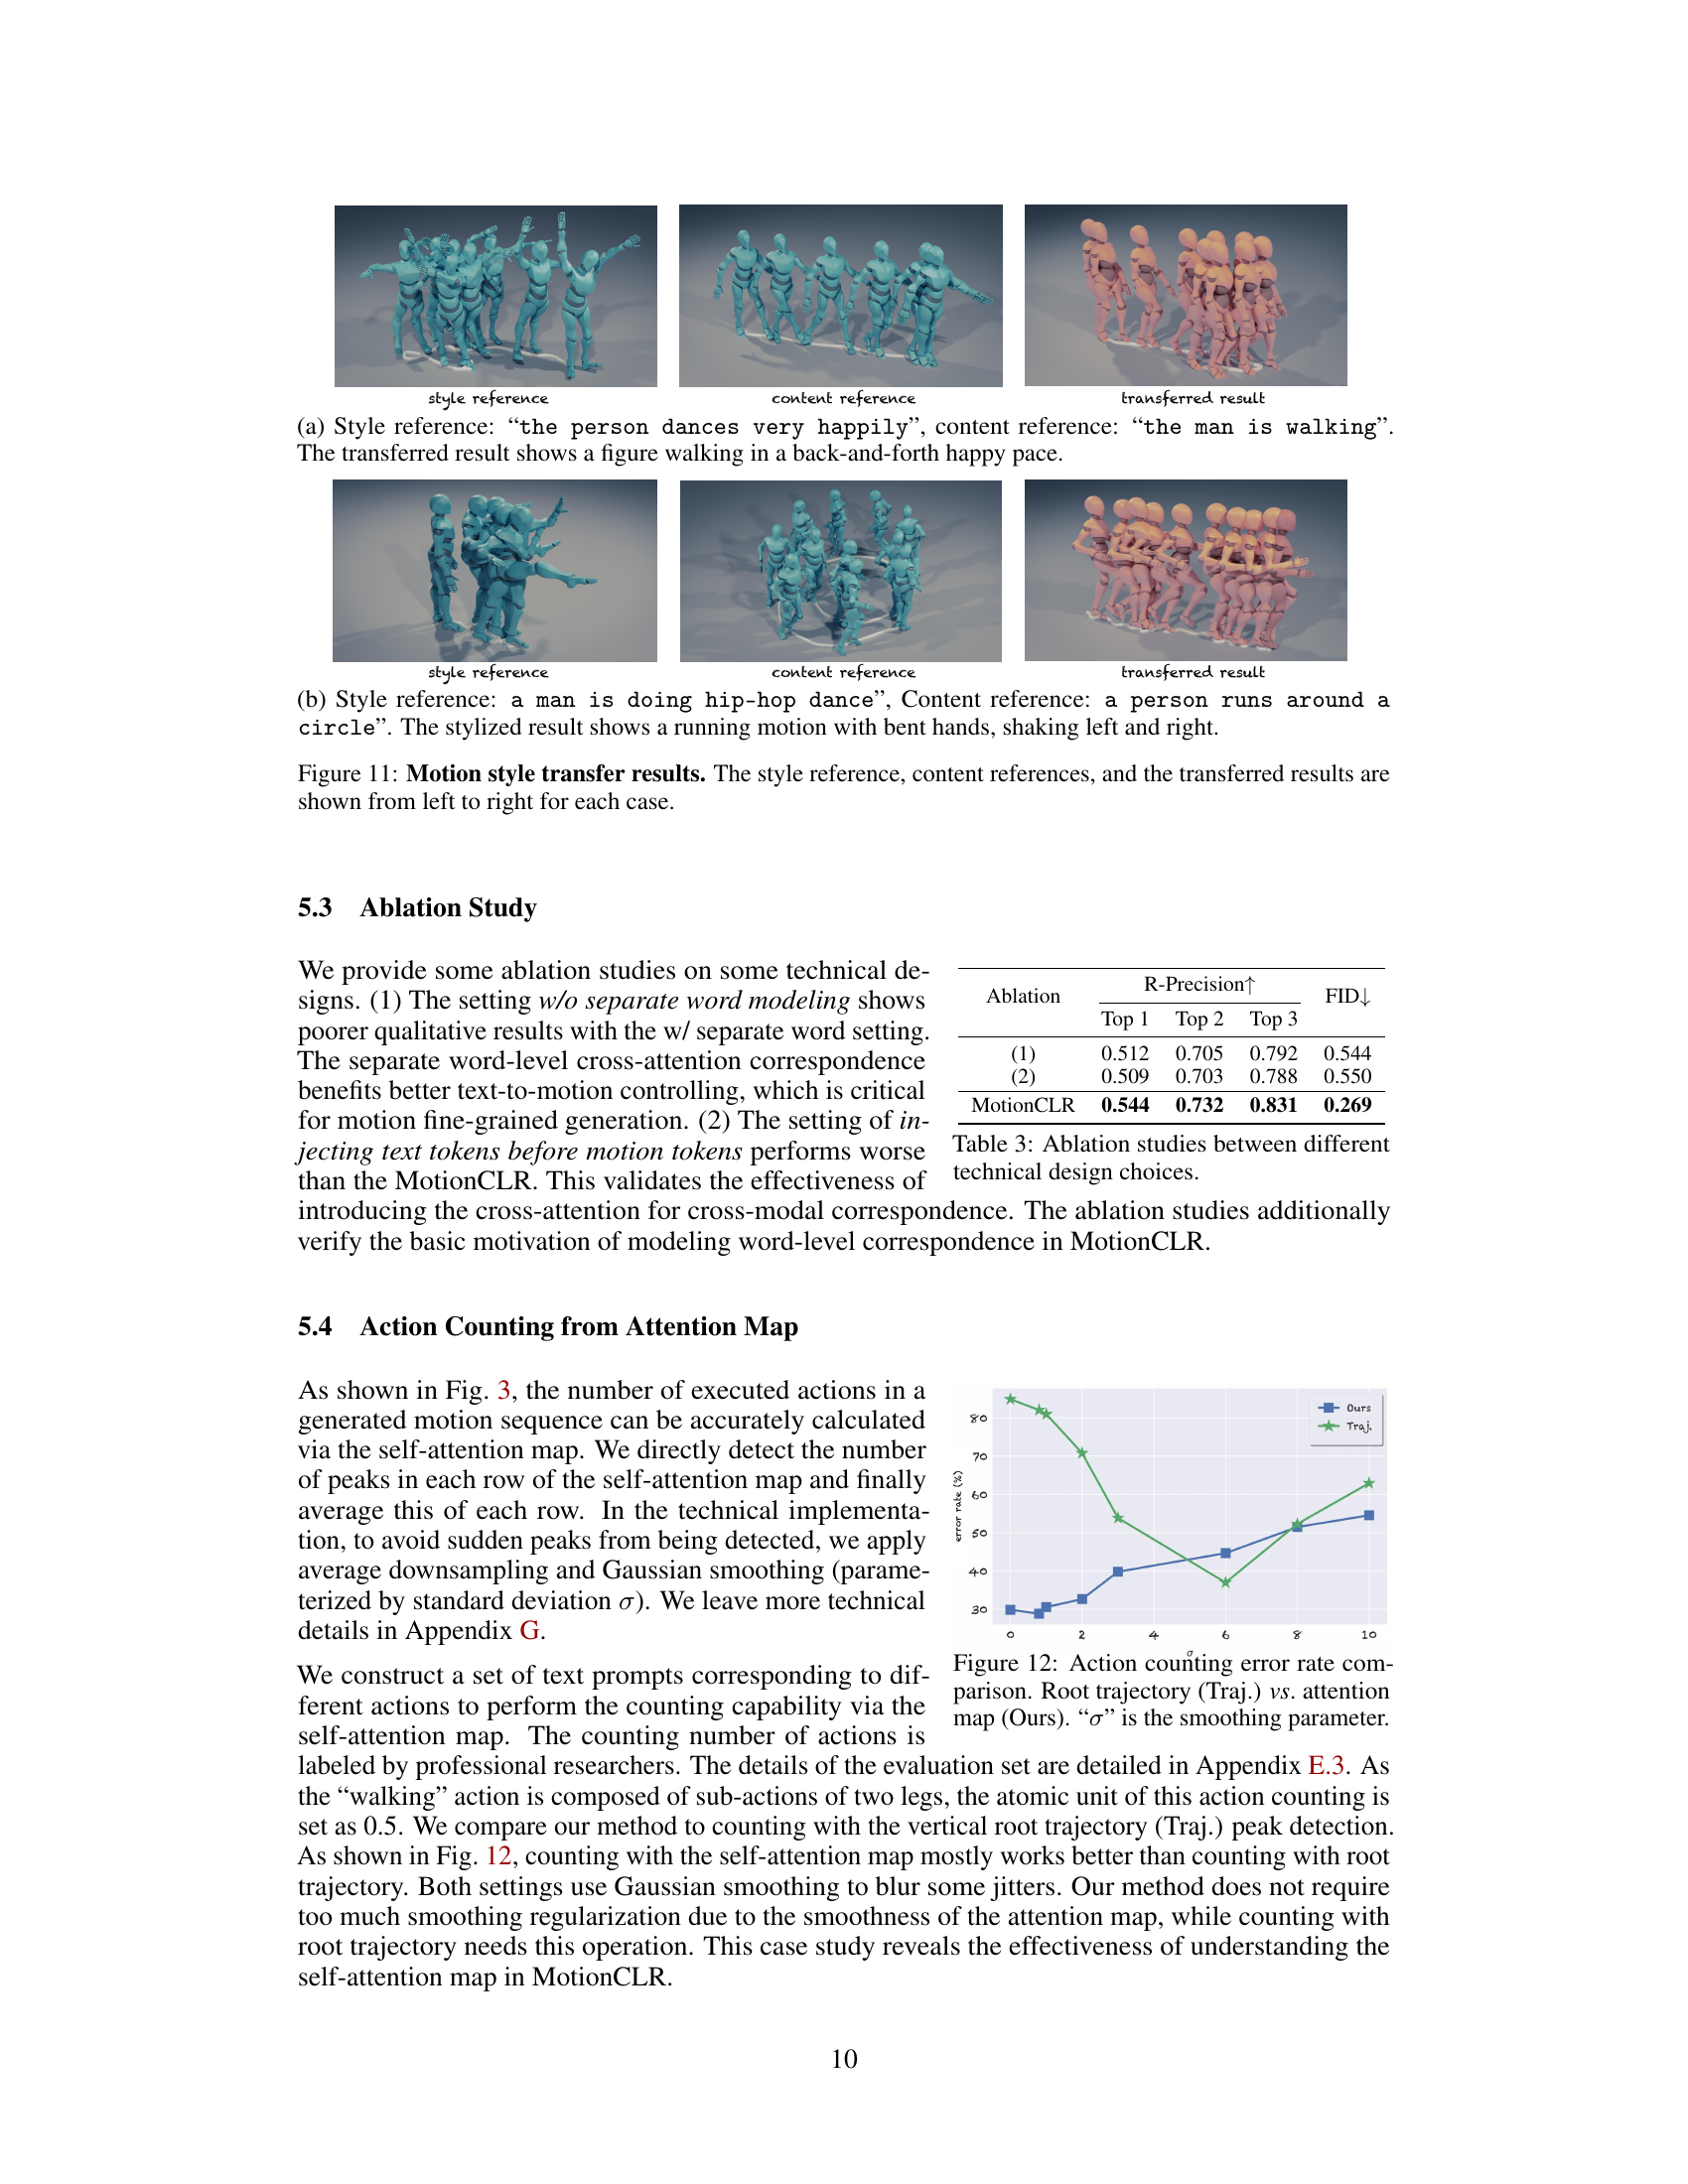 style reference
content reference
transferred result
(a) Style reference: “the person dances very happily”, content reference: “the man is walking”.
The transferred result shows a figure walking in a back-and-forth happy pace.
style reference
content reference
transferred result
(b) Style reference: a man is doing hip-hop dance”, Content reference: a person runs around a
circle”. The stylized result shows a running motion with bent hands, shaking left and right.
Figure 11: Motion style transfer results. The style reference, content references, and the transferred results are
shown from left to right for each case.
5.3 Ablation Study
We provide some ablation studies on some technical de-
signs. (1) The setting w/o separate word modeling shows
poorer qualitative results with the w/ separate word setting.
The separate word-level cross-attention correspondence
benefits better text-to-motion controlling, which is critical
for motion fine-grained generation. (2) The setting of in-
jecting text tokens before motion tokens performs worse
than the MotionCLR. This validates the effectiveness of
introducing the cross-attention for cross-modal correspondence. The ablation studies additionally
verify the basic motivation of modeling word-level correspondence in MotionCLR.
Ablation R-Precision↑ FID↓
Top 1 Top 2 Top 3
(1) 0.512 0.705 0.792 0.544
(2) 0.509 0.703 0.788 0.550
MotionCLR 0.544 0.732 0.831 0.269
Table 3: Ablation studies between different
technical design choices.
5.4 Action Counting from Attention Map
As shown in Fig. 3, the number of executed actions in a
generated motion sequence can be accurately calculated
via the self-attention map. We directly detect the number
of peaks in each row of the self-attention map and finally
average this of each row. In the technical implementa-
tion, to avoid sudden peaks from being detected, we apply
average downsampling and Gaussian smoothing (parame-
terized by standard deviation σ). We leave more technical
details in Appendix G.
Ours
Traj.
error rate (%)
80
70
60
50
40
30
0 2 4 6 8 10
σ
Figure 12: Action counting error rate com-
parison. Root trajectory (Traj.) vs. attention
map (Ours). “σ” is the smoothing parameter.
We construct a set of text prompts corresponding to dif-
ferent actions to perform the counting capability via the
self-attention map. The counting number of actions is
labeled by professional researchers. The details of the evaluation set are detailed in Appendix E.3. As
the “walking” action is composed of sub-actions of two legs, the atomic unit of this action counting is
set as 0.5. We compare our method to counting with the vertical root trajectory (Traj.) peak detection.
As shown in Fig. 12, counting with the self-attention map mostly works better than counting with root
trajectory. Both settings use Gaussian smoothing to blur some jitters. Our method does not require
too much smoothing regularization due to the smoothness of the attention map, while counting with
root trajectory needs this operation. This case study reveals the effectiveness of understanding the
self-attention map in MotionCLR.
10